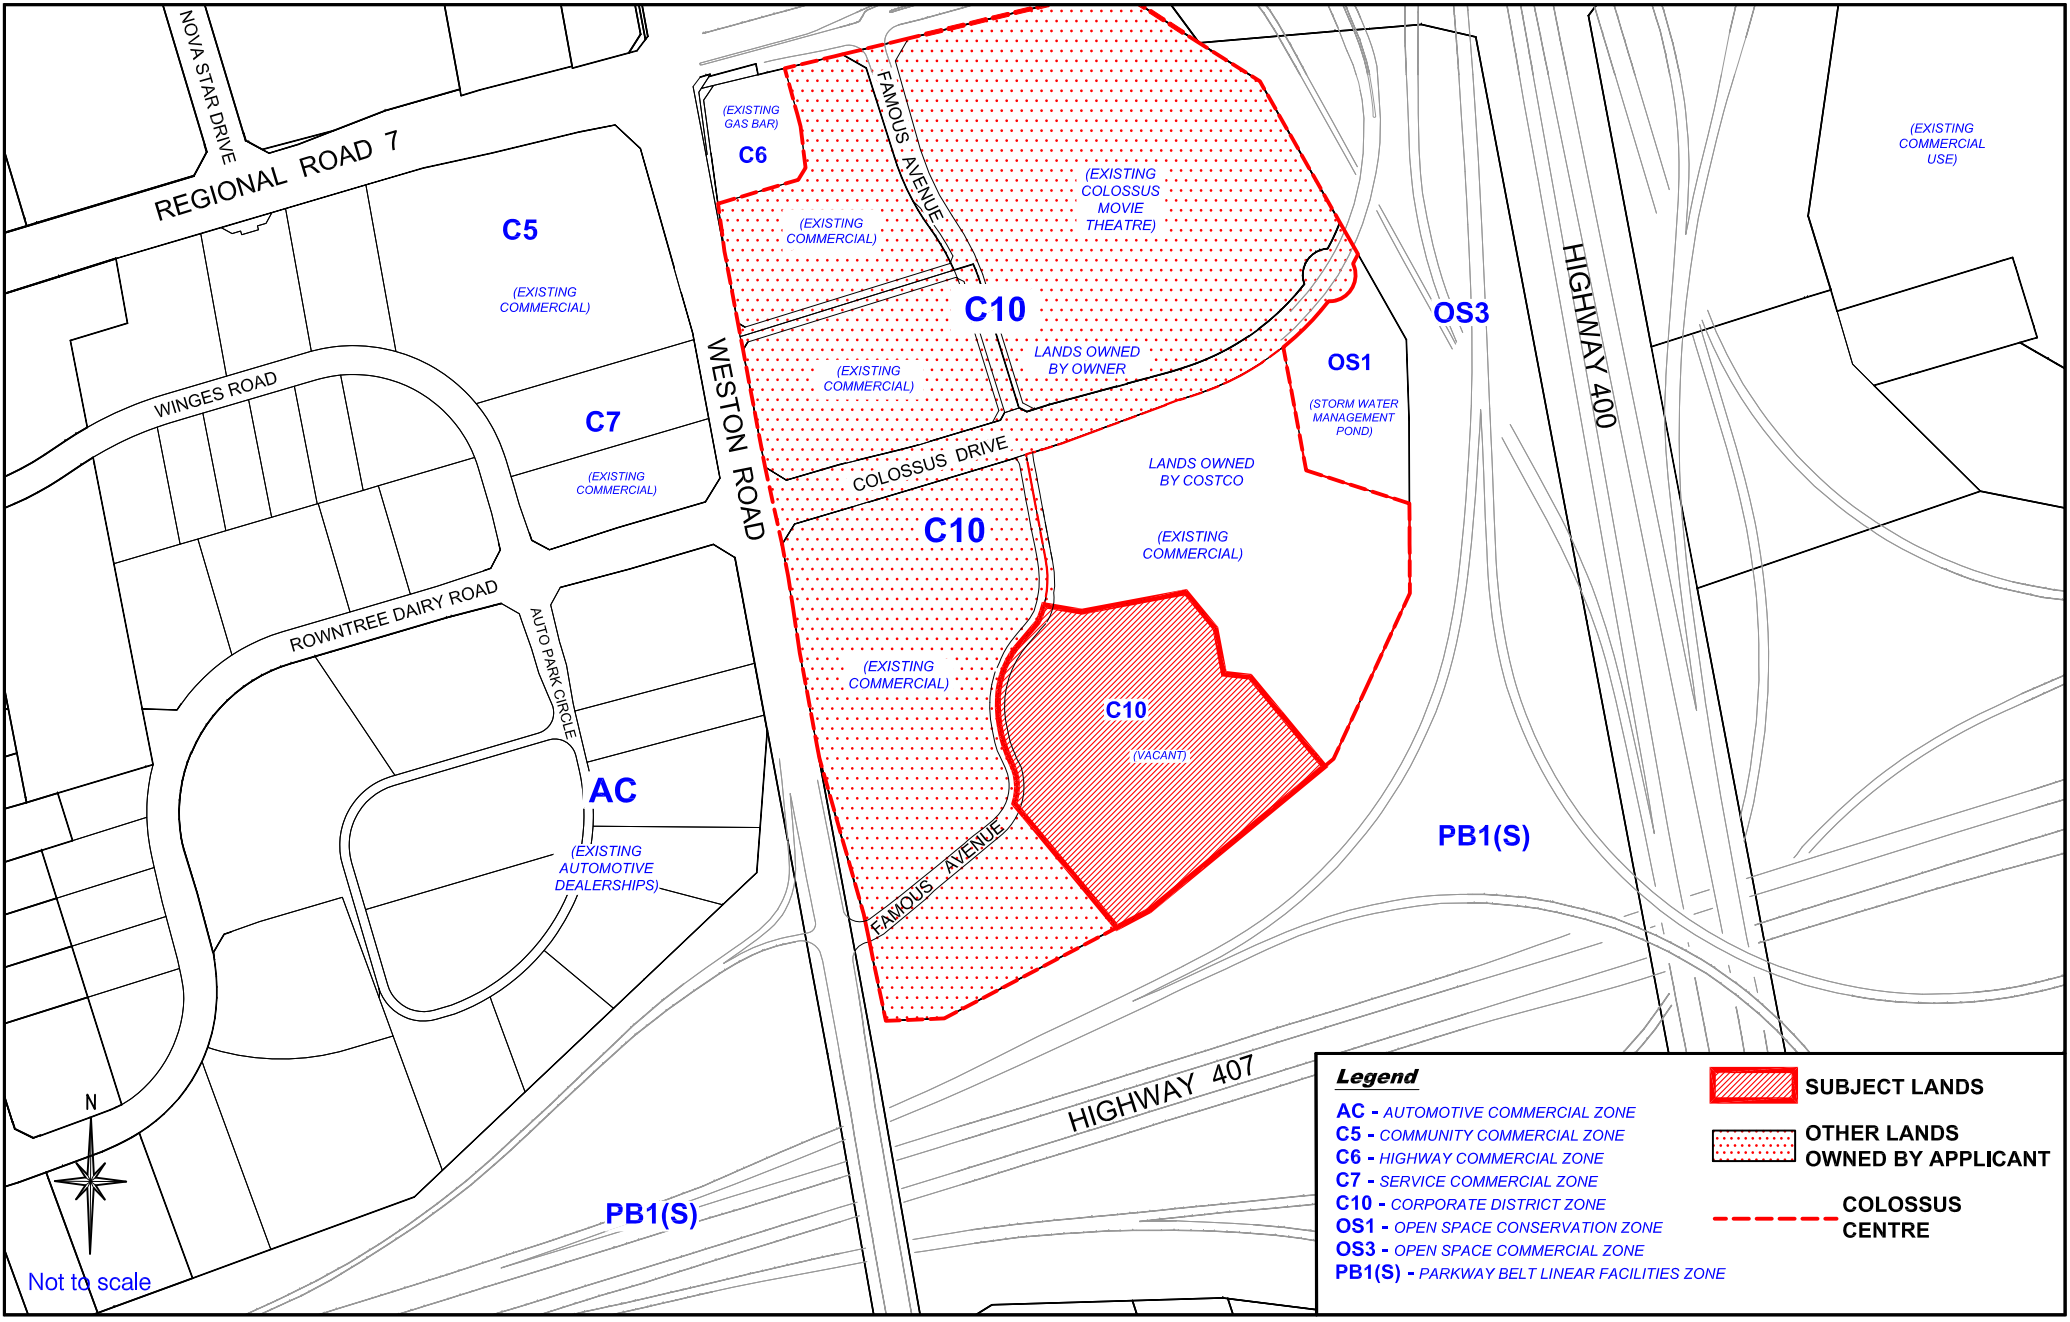 NOVA STAR DRIVE
REGIONAL ROAD 7
FAMOUS AVENUE
(EXISTING
GAS BAR)
C6
(EXISTING
COLOSSUS
MOVIE
THEATRE)
(EXISTING
COMMERCIAL
USE)
C5
(EXISTING
COMMERCIAL)
(EXISTING
COMMERCIAL)
C10
OS3
HIGHWAY 400
LANDS OWNED
BY OWNER
OS1
(STORM WATER
MANAGEMENT
POND)
(EXISTING
COMMERCIAL)
WINGES ROAD
WESTON ROAD
C7
(EXISTING
COMMERCIAL)
COLOSSUS DRIVE
LANDS OWNED
BY COSTCO
(EXISTING
COMMERCIAL)
C10
ROWNTREE DAIRY ROAD
AUTO PARK CIRCLE
(EXISTING
COMMERCIAL)
C10
(VACANT)
AC
(EXISTING
AUTOMOTIVE
DEALERSHIPS)
FAMOUS AVENUE
PB1(S)
HIGHWAY 407
PB1(S)
N
Not to scale
Legend
AC - AUTOMOTIVE COMMERCIAL ZONE
C5 - COMMUNITY COMMERCIAL ZONE
C6 - HIGHWAY COMMERCIAL ZONE
C7 - SERVICE COMMERCIAL ZONE
C10 - CORPORATE DISTRICT ZONE
OS1 - OPEN SPACE CONSERVATION ZONE
OS3 - OPEN SPACE COMMERCIAL ZONE
PB1(S) - PARKWAY BELT LINEAR FACILITIES ZONE
SUBJECT LANDS
OTHER LANDS
OWNED BY APPLICANT
COLOSSUS
CENTRE